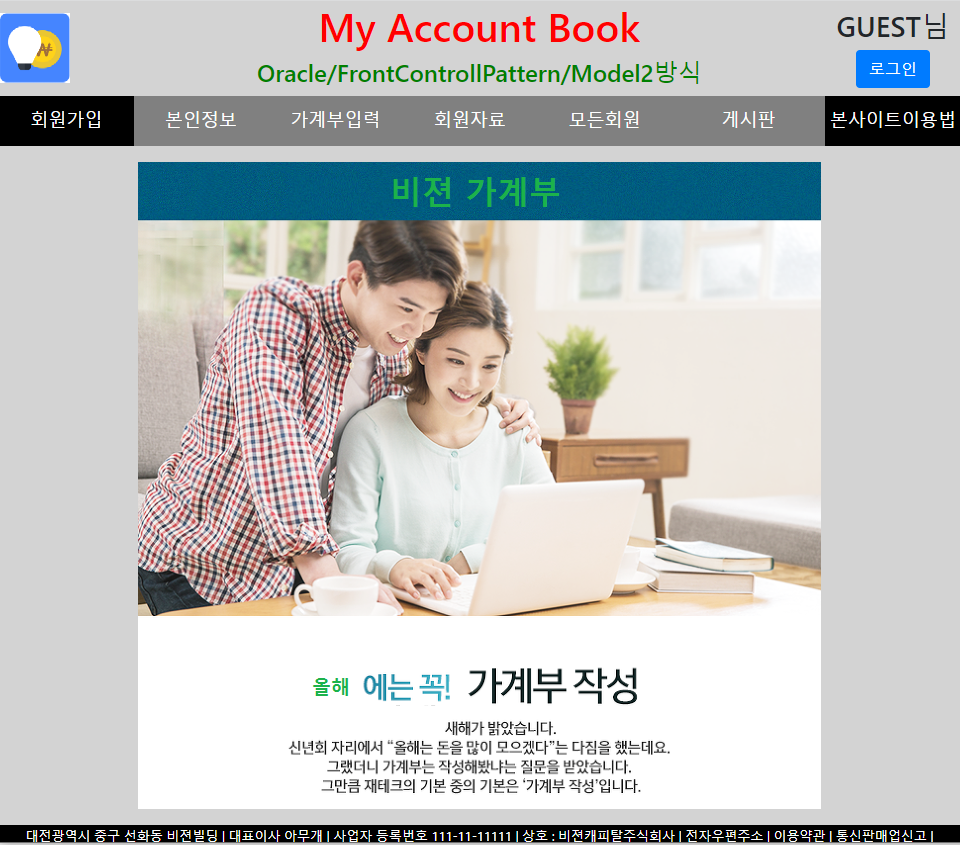 My Account Book
GUEST님
Oracle/FrontControllPattern/Model2방식
로그인
회원가입 본인정보 가계부입력 회원자료 모든회원 게시판 본사이트이용법
비젼 가계부
올해 에는 꼭! 가계부 작성
새해가 밝았습니다.
신년회 자리에서 “올해는 돈을 많이 모으겠다”는 다짐을 했는데요.
그랬더니 가계부는 작성해봤냐는 질문을 받았습니다.
그만큼 재테크의 기본 중의 기본은 ‘가계부 작성’입니다.
대전광역시 중구 선화동 비젼빌딩 | 대표이사 아무개 | 사업자 등록번호 111-11-11111 | 상호 : 비젼캐피탈주식회사 | 전자우편주소 | 이용약관 | 통신판매업신고 |